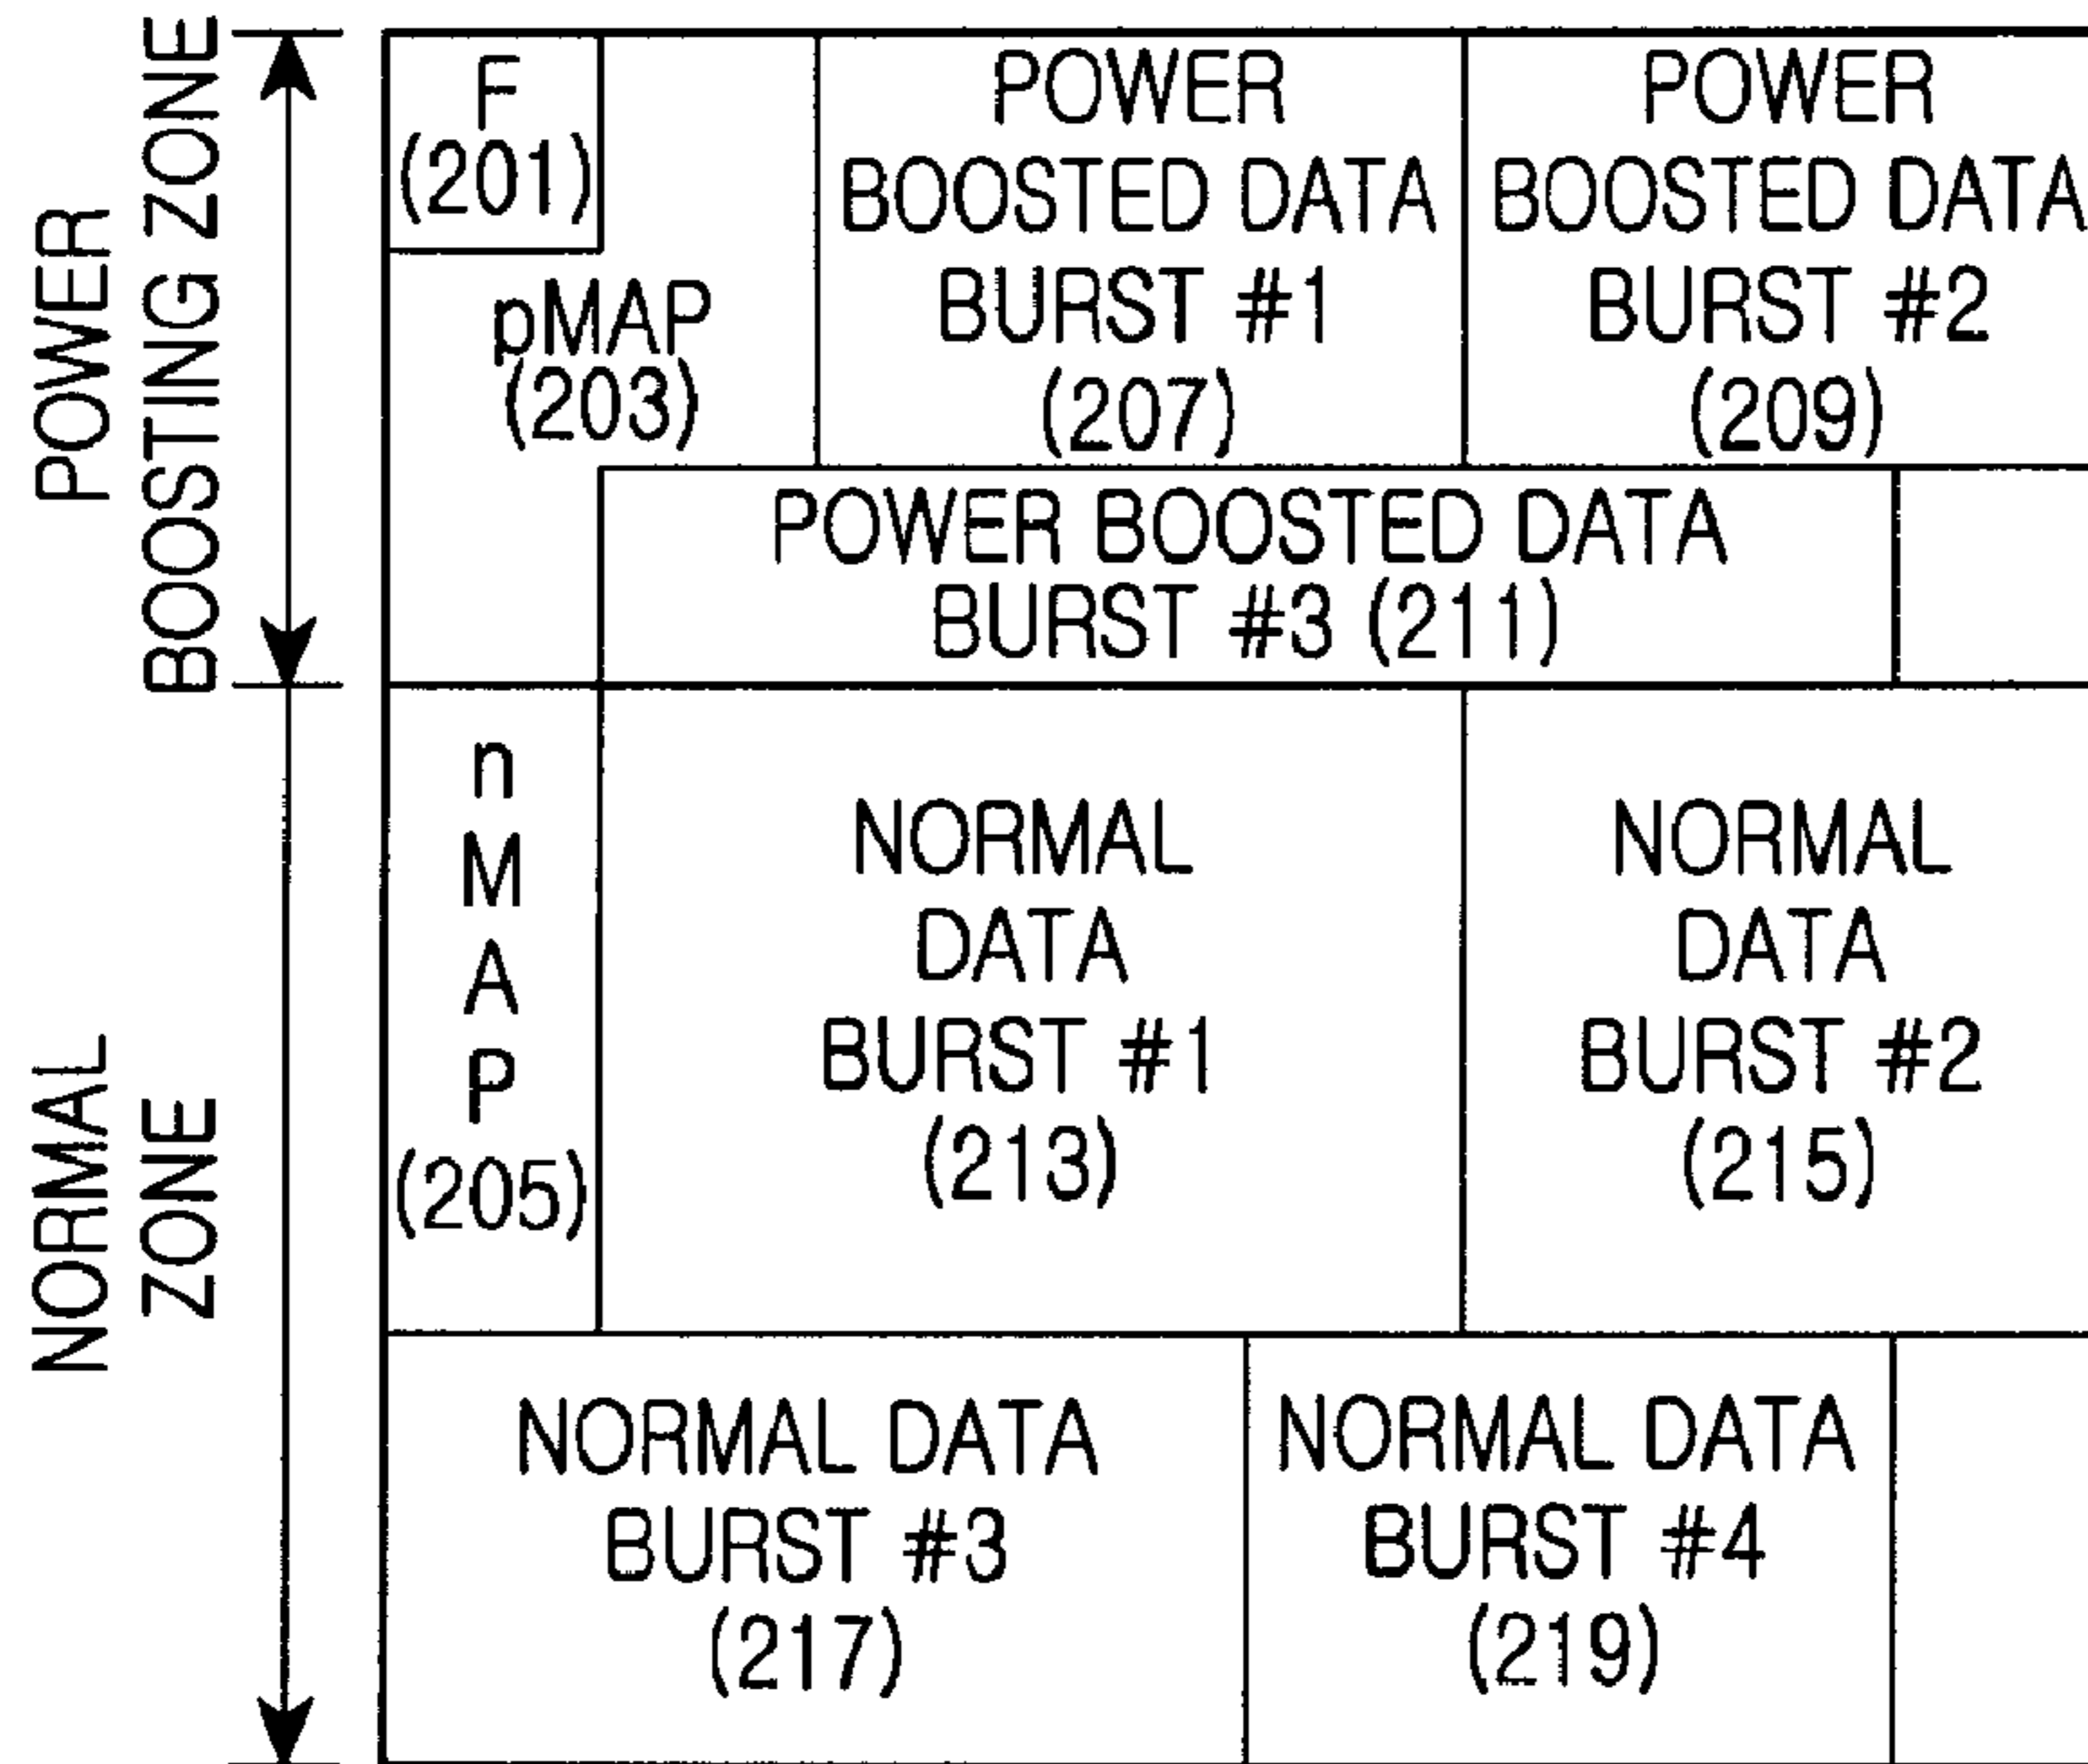 POWER
BOOSTING ZONE
F
(201)
pMAP
(203)
POWER
BOOSTED DATA
BURST #1
(207)
POWER
BOOSTED DATA
BURST #2
(209)
POWER BOOSTED DATA
BURST #3 (211)
NORMAL
ZONE
n
M
A
P
(205)
NORMAL
DATA
BURST #1
(213)
NORMAL
DATA
BURST #2
(215)
NORMAL DATA
BURST #3
(217)
NORMAL DATA
BURST #4
(219)